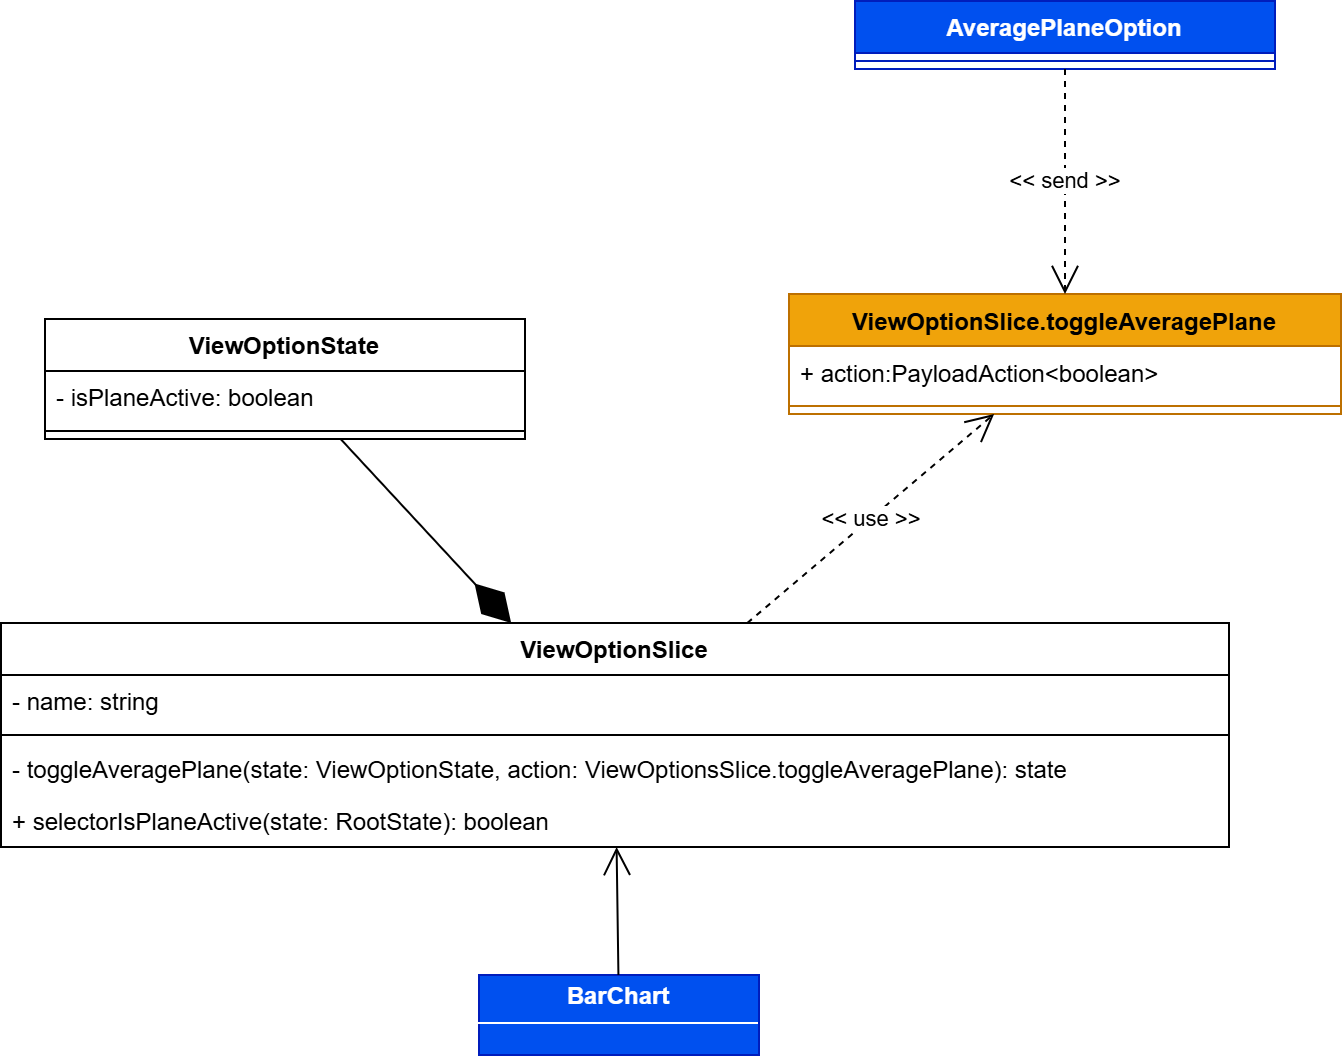 AveragePlaneOption
<< send >>
ViewOptionSlice.toggleAveragePlane
+ action:PayloadAction<boolean>
ViewOptionState
- isPlaneActive: boolean
<< use >>
ViewOptionSlice
- name: string
- toggleAveragePlane(state: ViewOptionState, action: ViewOptionsSlice.toggleAveragePlane): state
+ selectorIsPlaneActive(state: RootState): boolean
BarChart